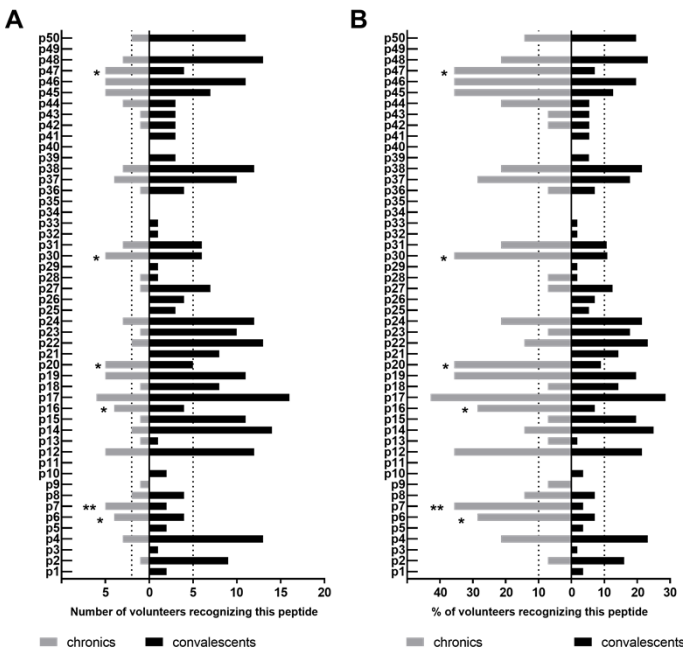 A
p50
p49
p48
p47 *
p46
p45
p44
p43
p42
p41
p40
p39
p38
p37
p36
p35
p34
p33
p32
p31
p30 *
p29
p28
p27
p26
p25
p24
p23
p22
p21
p20 *
p19
p18
p17
p16 *
p15
p14
p13
p12
p11
p10
p9
p8
p7 **
p6 *
p5
p4
p3
p2
p1
5 0 5 10 15 20
Number of volunteers recognizing this peptide
chronics convalescents
B
p50
p49
p48
p47 *
p46
p45
p44
p43
p42
p41
p40
p39
p38
p37
p36
p35
p34
p33
p32
p31
p30 *
p29
p28
p27
p26
p25
p24
p23
p22
p21
p20 *
p19
p18
p17
p16 *
p15
p14
p13
p12
p11
p10
p9
p8
p7 **
p6 *
p5
p4
p3
p2
p1
40 30 20 10 0 10 20 30
% of volunteers recognizing this peptide
chronics convalescents